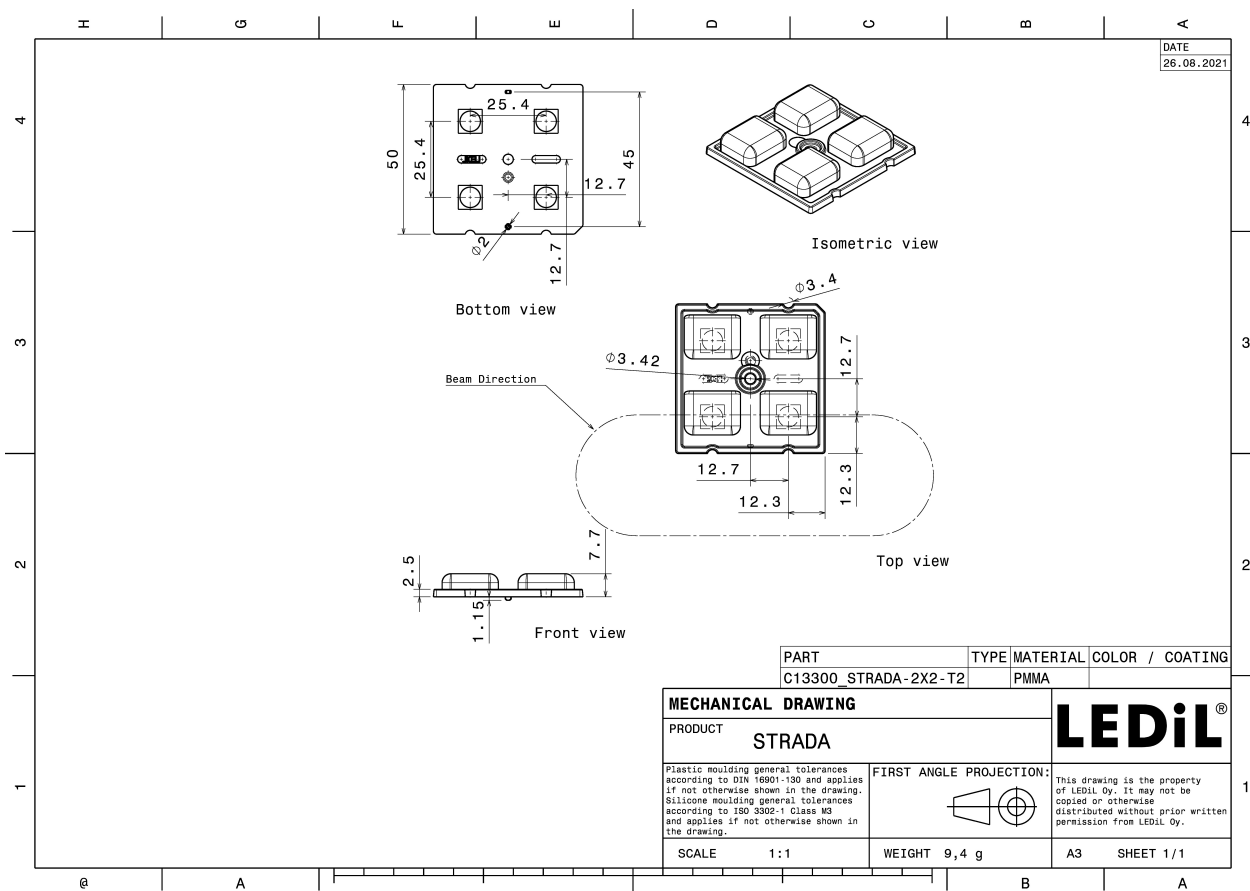 H G F E D C B A
DATE
26.08.2021
4
4
50
25.4
25.4
45
12.7
12.7
Ø2
Bottom view
Isometric view
3
3
Ø3.4
Ø3.42
12.7
Beam Direction
12.7
12.3
12.3
Top view
2
2
2.5
7.7
1.15
Front view
PART TYPE MATERIAL COLOR / COATING
C13300_STRADA-2X2-T2 PMMA
MECHANICAL DRAWING
PRODUCT
STRADA
LEDiL®
1
1
Plastic moulding general tolerances
according to DIN 16901-130 and applies
if not otherwise shown in the drawing.
Silicone moulding general tolerances
according to ISO 3302-1 Class M3
and applies if not otherwise shown in
the drawing.
FIRST ANGLE PROJECTION:
This drawing is the property
of LEDiL Oy. It may not be
copied or otherwise
distributed without prior written
permission from LEDiL Oy.
SCALE 1:1
WEIGHT 9,4 g
A3 SHEET 1/1
@ A B A